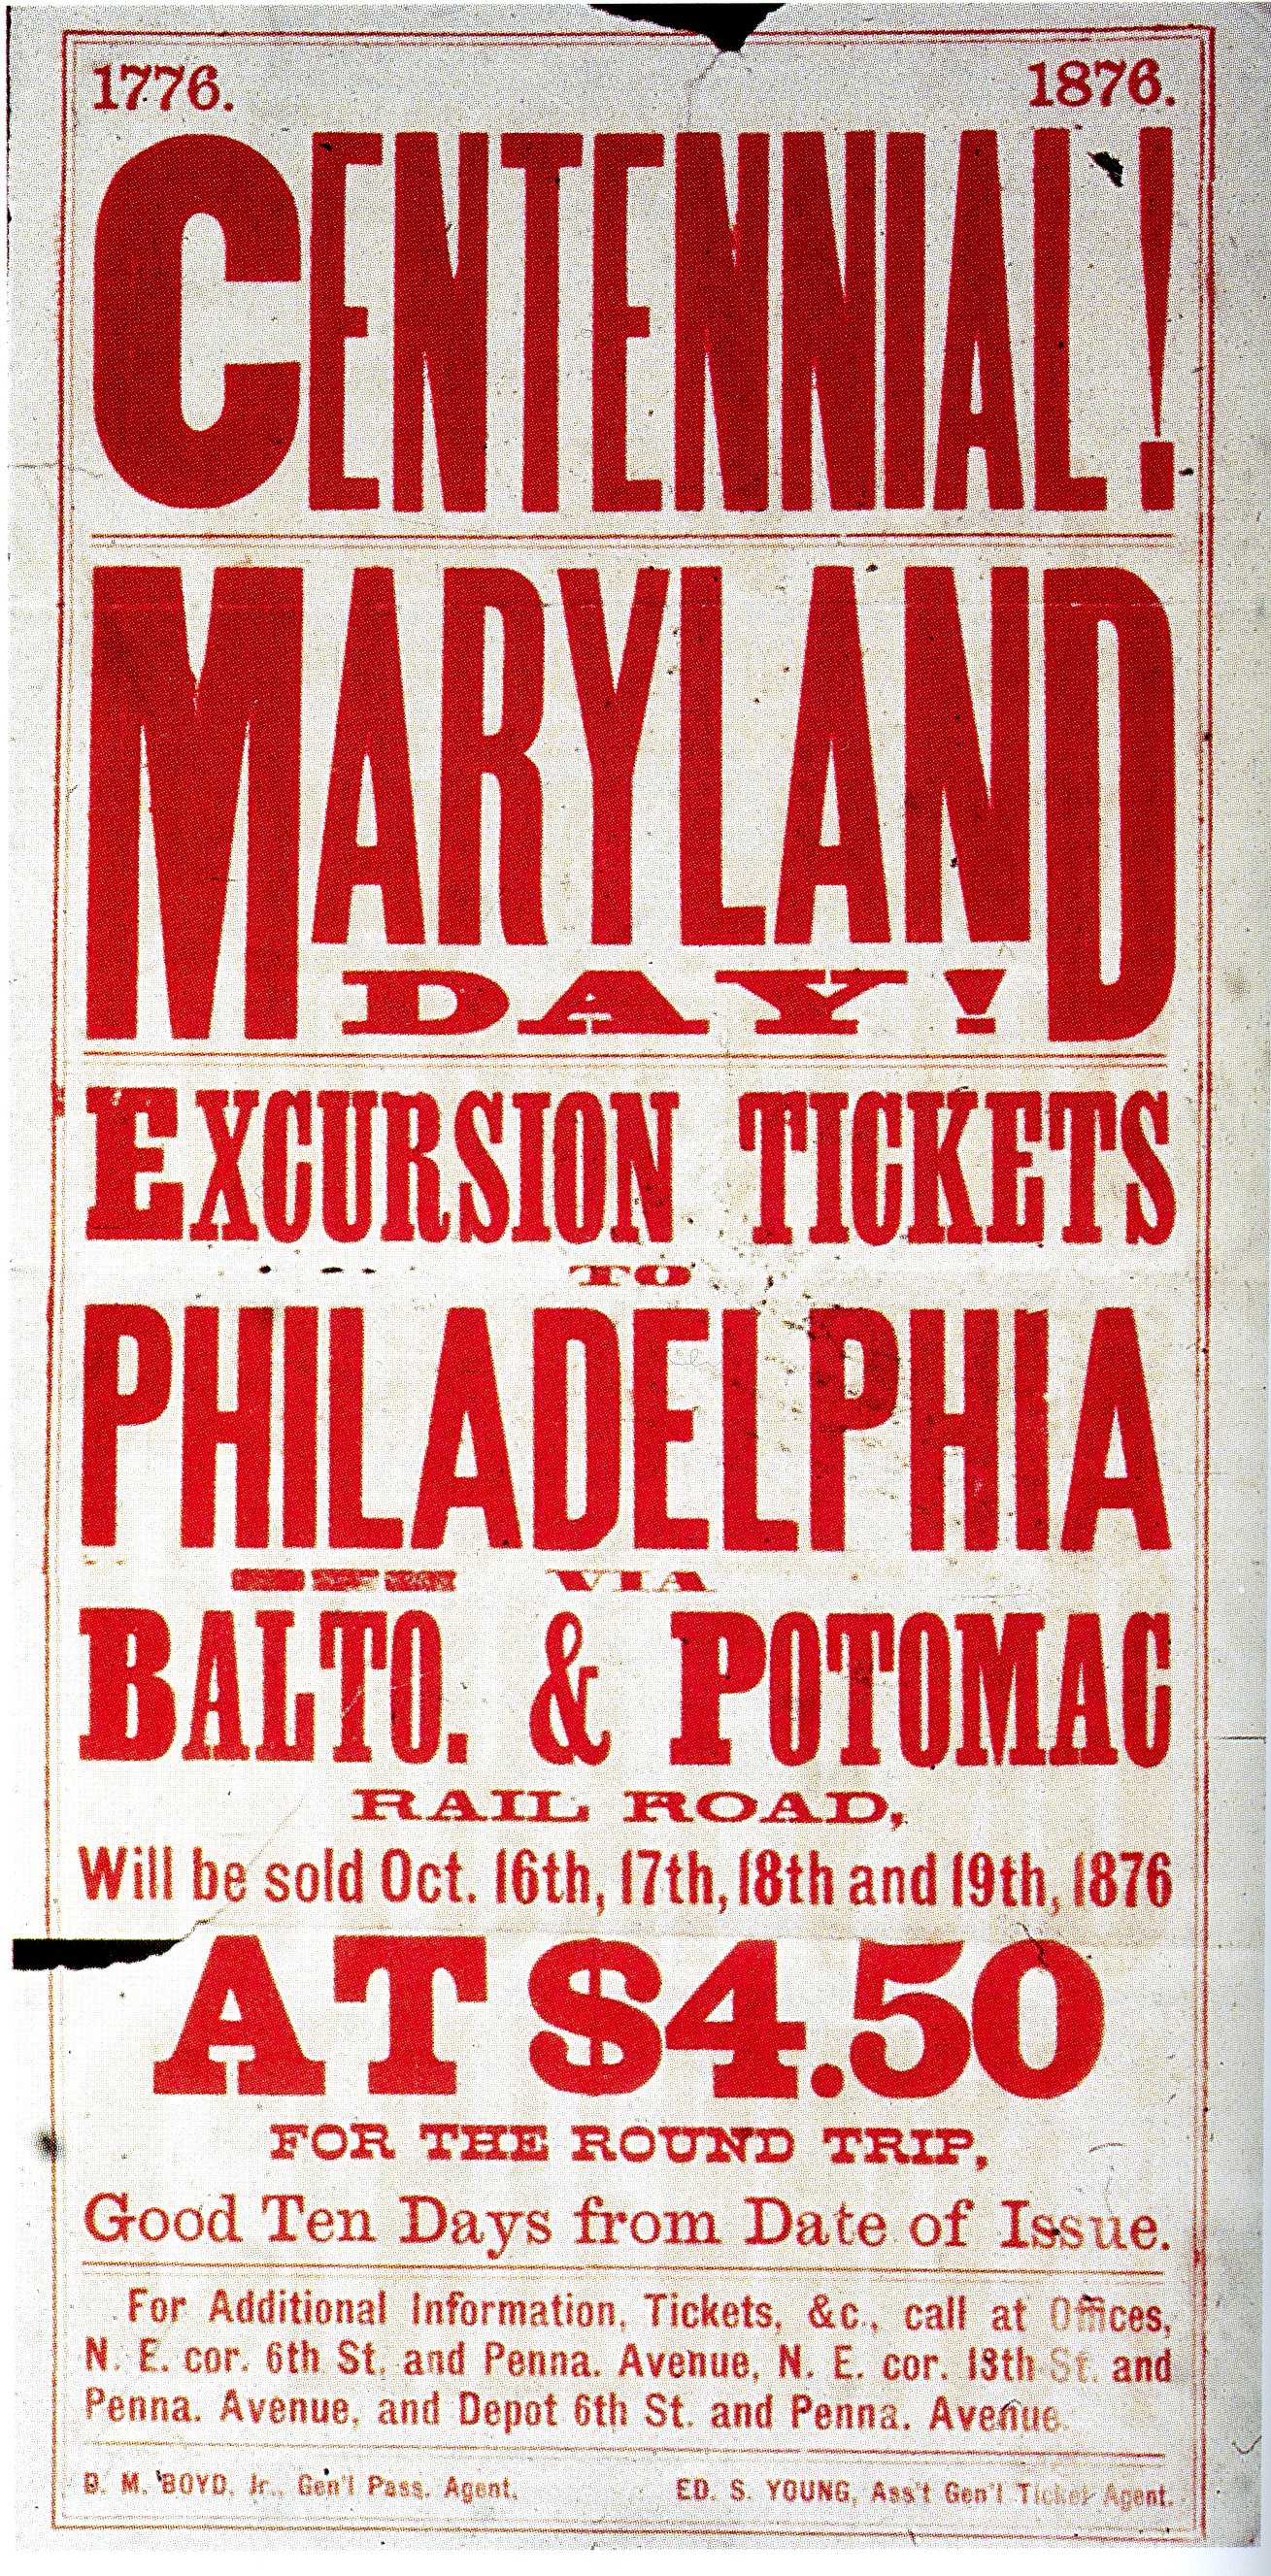 1776. 1876.
CENTENNIAL!
MARYLAND
DAY!
EXCURSION TICKETS
TO
PHILADELPHIA
VIA
BALTO. & POTOMAC
RAIL ROAD,
Will be sold Oct. 16th, 17th, 18th and 19th, 1876
AT $4.50
FOR THE ROUND TRIP,
Good Ten Days from Date of Issue.
For Additional Information, Tickets, &c., call at Offices,
N. E. cor. 6th St. and Penna. Avenue, N. E. cor. 13th St. and
Penna. Avenue, and Depot 6th St. and Penna. Avenue.
D. M. BOYD, Jr., Gen'l Pass. Agent. ED. S. YOUNG, Ass't Gen'l Ticket Agent.